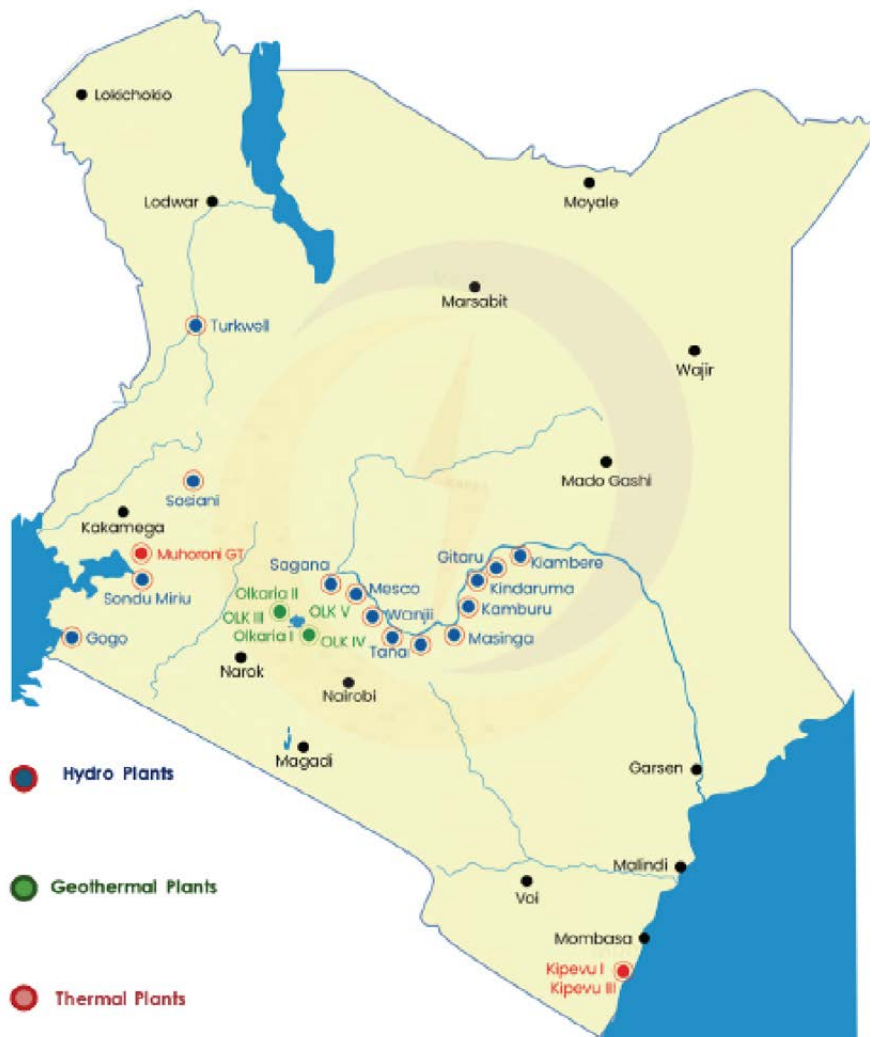 Lokichokio
Lodwar
Moyale
Marsabit
Turkwell
Wajir
Mado Gashi
Sosiani
Kakamega
Muhoroni GT
Sondu Miriu
Gogo
Sagana
Mesco
Wanjii
Tanai
Gitaru
Kiambere
Kindaruma
Kamburu
Masinga
Olkaria II
OLK III
OLK V
Olkaria I
OLK IV
Narok
Nairobi
Magadi
Hydro Plants
Garsen
Geothermal Plants
Malindi
Voi
Mombasa
Kipevu I
Kipevu III
Thermal Plants